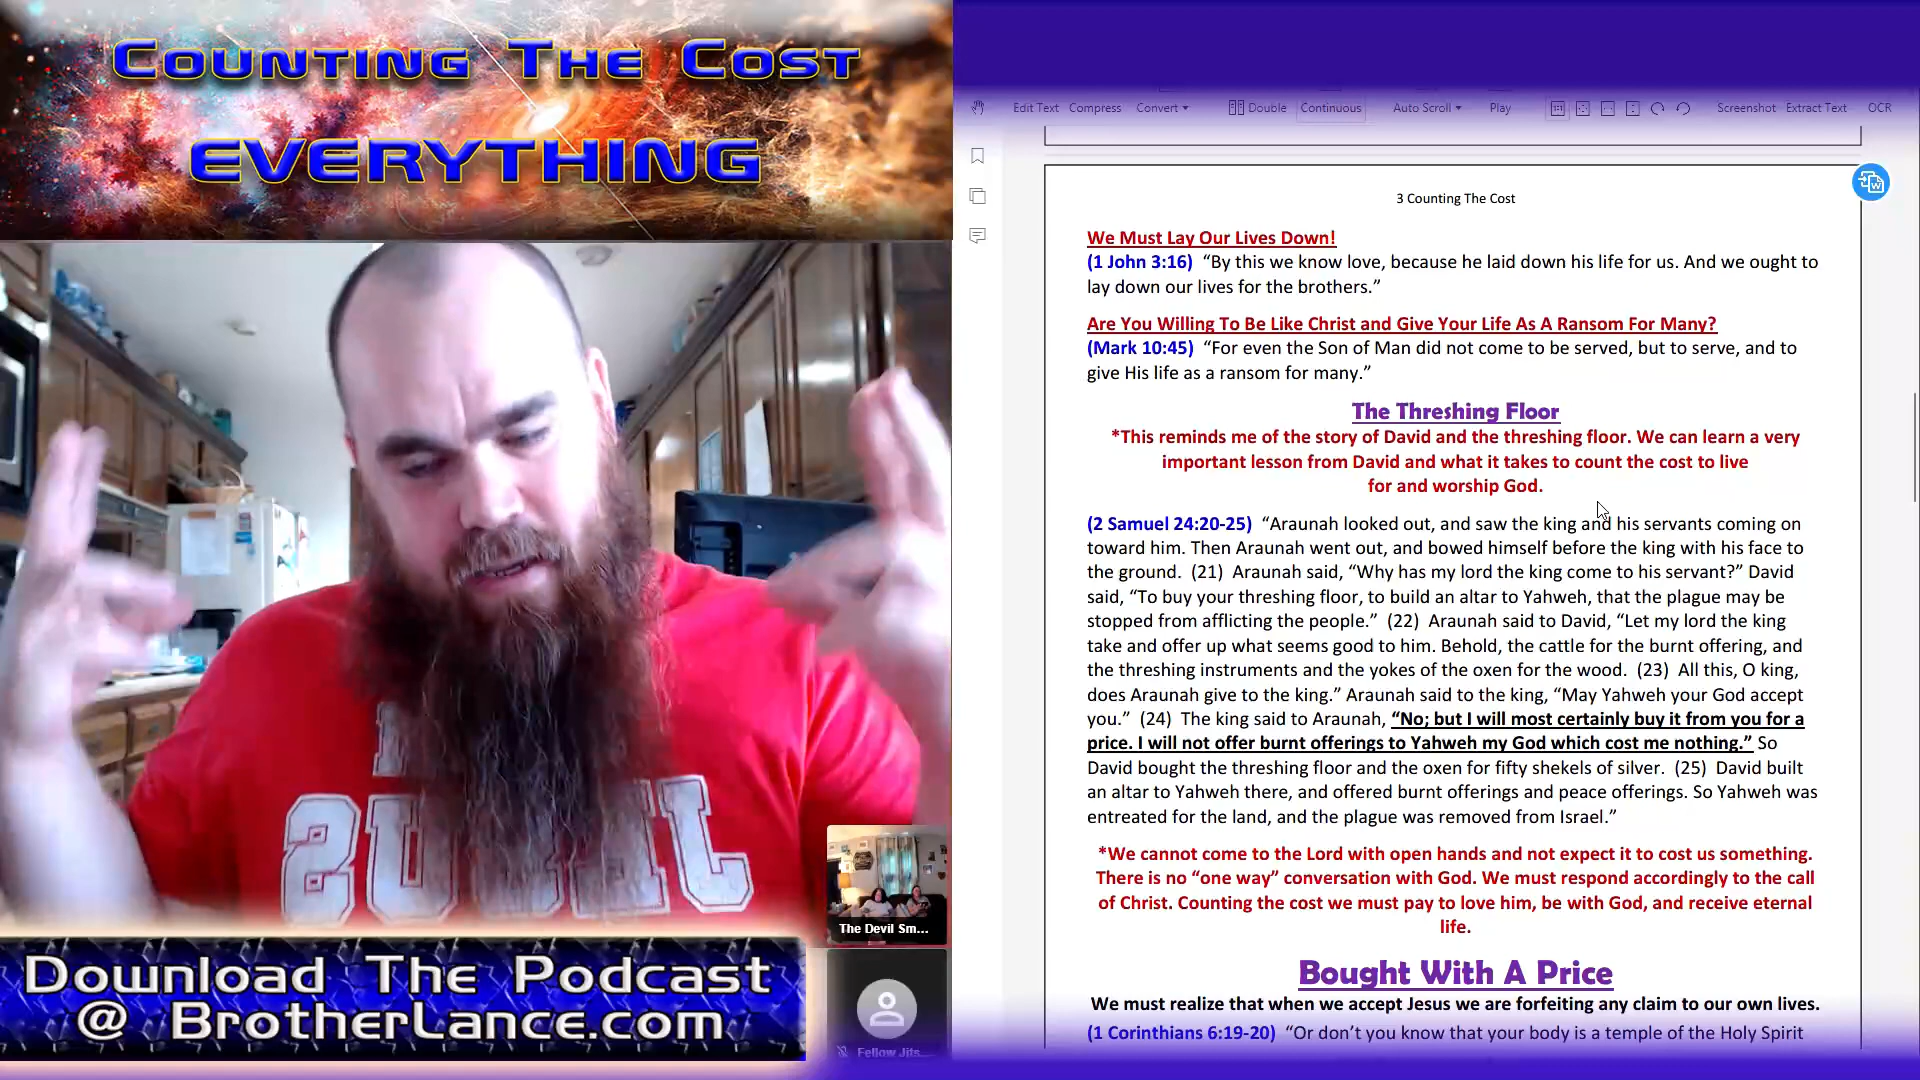 Counting The Cost
EVERYTHING
Edit Text Compress Convert Double Continuous Auto Scroll Play Screenshot Extract Text OCR
3 Counting The Cost
We Must Lay Our Lives Down!
(1 John 3:16) “By this we know love, because he laid down his life for us. And we ought to
lay down our lives for the brothers.”
Are You Willing To Be Like Christ and Give Your Life As A Ransom For Many?
(Mark 10:45) “For even the Son of Man did not come to be served, but to serve, and to
give His life as a ransom for many.”
The Threshing Floor
*This reminds me of the story of David and the threshing floor. We can learn a very
important lesson from David and what it takes to count the cost to live
for and worship God.
(2 Samuel 24:20-25) “Araunah looked out, and saw the king and his servants coming on
toward him. Then Araunah went out, and bowed himself before the king with his face to
the ground. (21) Araunah said, “Why has my lord the king come to his servant?” David
said, “To buy your threshing floor, to build an altar to Yahweh, that the plague may be
stopped from afflicting the people.” (22) Araunah said to David, “Let my lord the king
take and offer up what seems good to him. Behold, the cattle for the burnt offering, and
the threshing instruments and the yokes of the oxen for the wood. (23) All this, O king,
does Araunah give to the king.” Araunah said to the king, “May Yahweh your God accept
you.” (24) The king said to Araunah, “No; but I will most certainly buy it from you for a
price. I will not offer burnt offerings to Yahweh my God which cost me nothing.” So
David bought the threshing floor and the oxen for fifty shekels of silver. (25) David built
an altar to Yahweh there, and offered burnt offerings and peace offerings. So Yahweh was
entreated for the land, and the plague was removed from Israel.”
*We cannot come to the Lord with open hands and not expect it to cost us something.
There is no “one way” conversation with God. We must respond accordingly to the call
of Christ. Counting the cost we must pay to love him, be with God, and receive eternal
life.
Bought With A Price
We must realize that when we accept Jesus we are forfeiting any claim to our own lives.
(1 Corinthians 6:19-20) “Or don’t you know that your body is a temple of the Holy Spirit
JESUS
The Devil Sm...
Fellow Jits...
Download The Podcast
@ BrotherLance.com